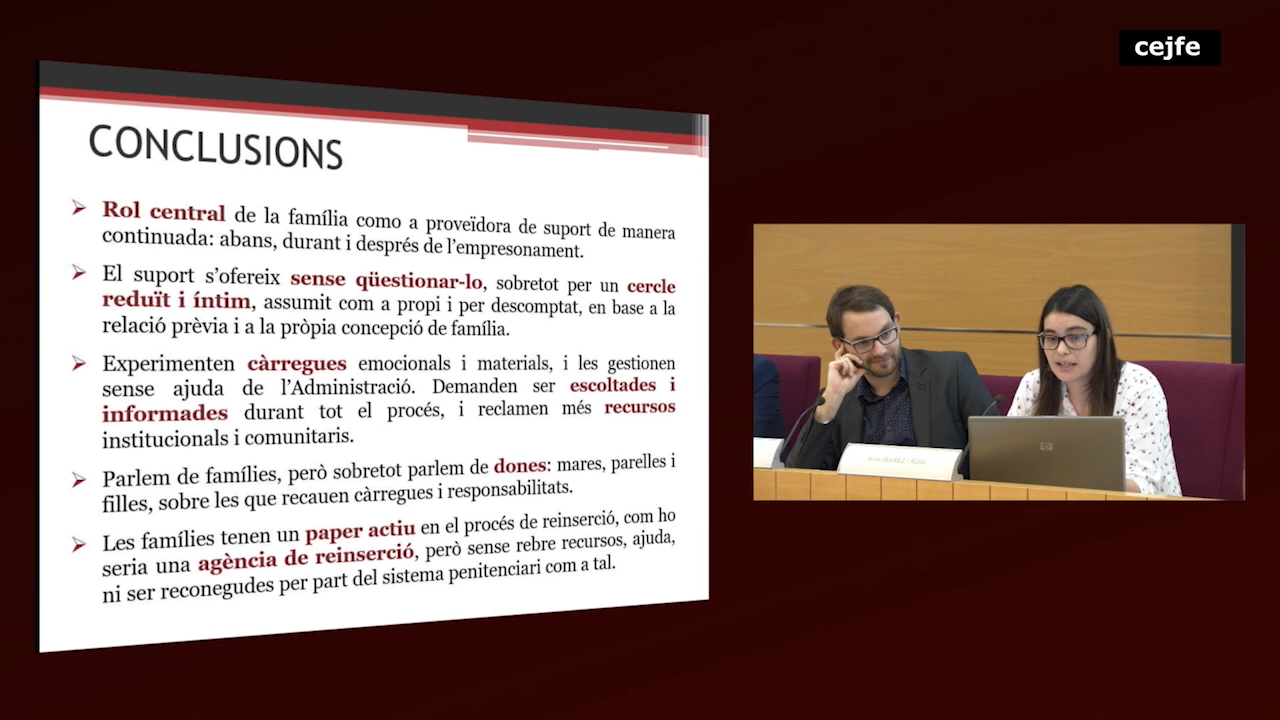 cejfe
CONCLUSIONS
Rol central de la família como a proveïdora de suport de manera
continuada: abans, durant i després de l'empresonament.
El suport s'ofereix sense qüestionar-lo, sobretot per un cercle
reduït i íntim, assumit com a propi i per descomptat, en base a la
relació prèvia i a la pròpia concepció de família.
Experimenten càrregues emocionals i materials, i les gestionen
sense ajuda de l'Administració. Demanden ser escoltades i
informades durant tot el procés, i reclamen més recursos
institucionals i comunitaris.
Parlem de famílies, però sobretot parlem de dones: mares, parelles i
filles, sobre les que recauen càrregues i responsabilitats.
Les famílies tenen un paper actiu en el procés de reinserció, com ho
seria una agència de reinserció, però sense rebre recursos, ajuda,
ni ser reconegudes per part del sistema penitenciari com a tal.
hp